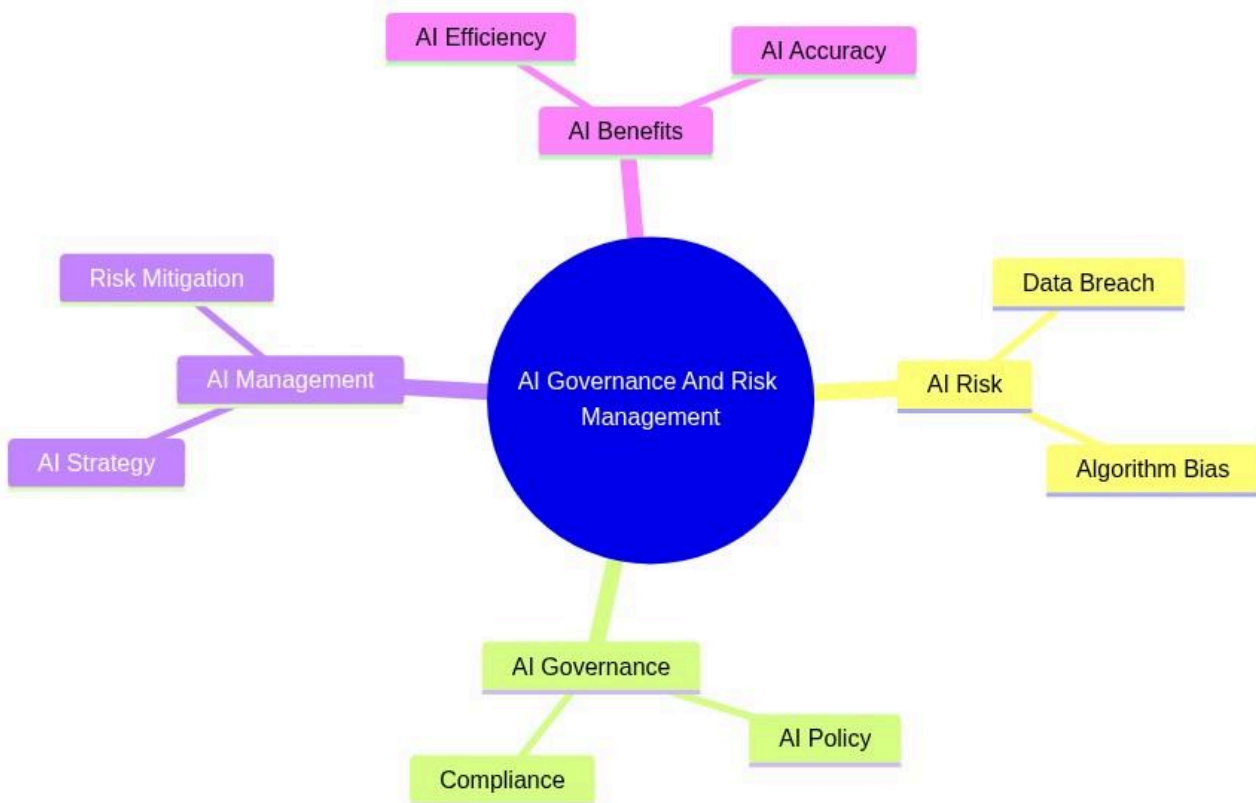 AI Efficiency
AI Accuracy
AI Benefits
Risk Mitigation
Data Breach
AI Management
AI Governance And Risk
Management
AI Risk
AI Strategy
Algorithm Bias
AI Governance
AI Policy
Compliance